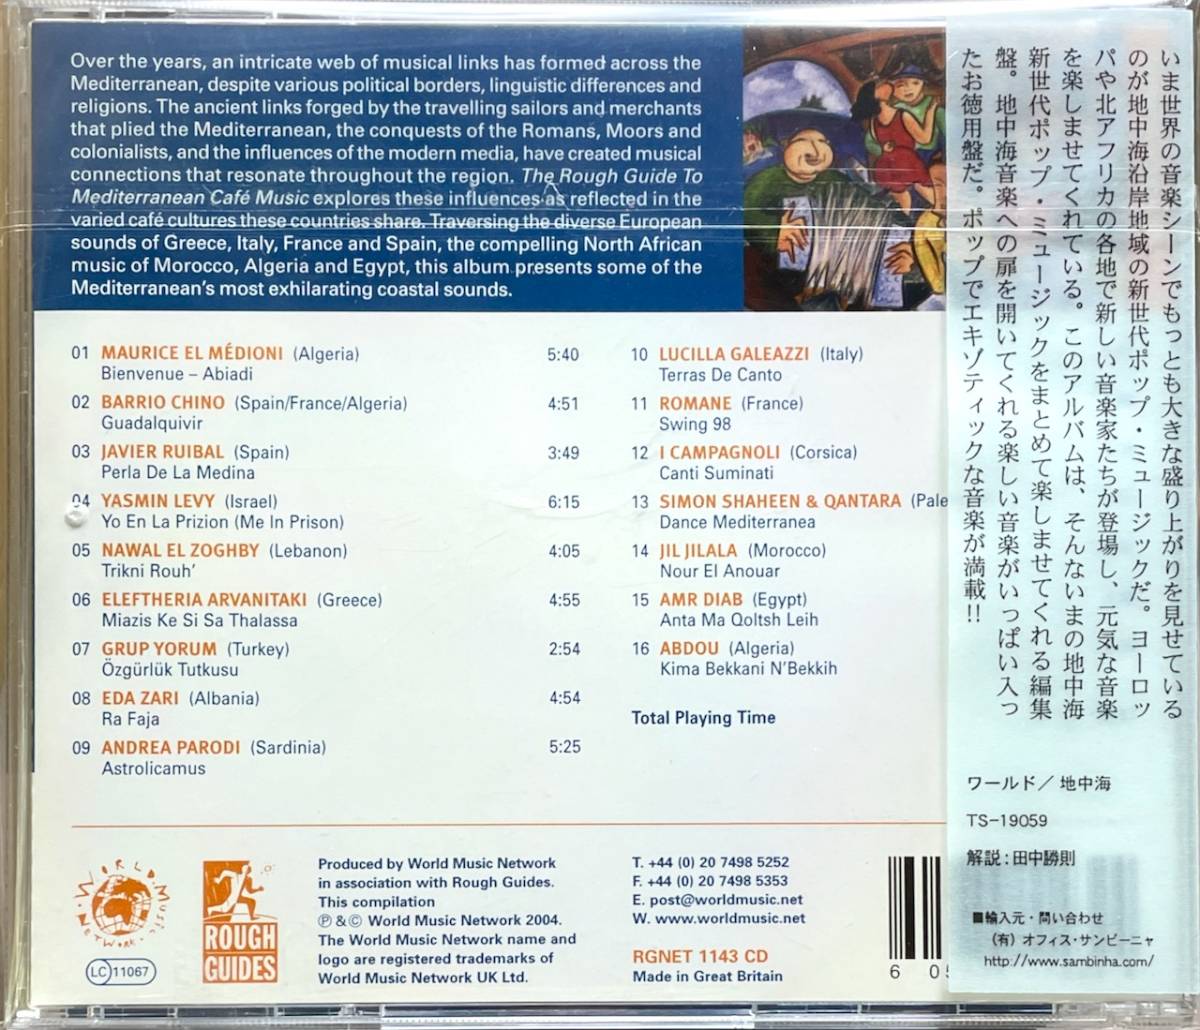 Over the years, an intricate web of musical links has formed across the
Mediterranean, despite various political borders, linguistic differences and
religions. The ancient links forged by the travelling sailors and merchants
that plied the Mediterranean, the conquests of the Romans, Moors and
colonialists, and the influences of the modern media, have created musical
connections that resonate throughout the region. The Rough Guide To
Mediterranean Café Music explores these influences as reflected in the
varied café cultures these countries share. Traversing the diverse European
sounds of Greece, Italy, France and Spain, the compelling North African
music of Morocco, Algeria and Egypt, this album presents some of the
Mediterranean's most exhilarating coastal sounds.
01 MAURICE EL MÉDIONI (Algeria) 5:40
Bienvenue – Abiadi
02 BARRIO CHINO (Spain/France/Algeria) 4:51
Guadalquivir
03 JAVIER RUIBAL (Spain) 3:49
Perla De La Medina
04 YASMIN LEVY (Israel) 6:15
Yo En La Prizion (Me In Prison)
05 NAWAL EL ZOGHBY (Lebanon) 4:05
Trikni Rouh'
06 ELEFTHERIA ARVANITAKI (Greece) 4:55
Miazis Ke Si Sa Thalassa
07 GRUP YORUM (Turkey) 2:54
Özgürlük Tutkusu
08 EDA ZARI (Albania) 4:54
Ra Faja
09 ANDREA PARODI (Sardinia) 5:25
Astrolicamus
10 LUCILLA GALEAZZI (Italy)
Terras De Canto
11 ROMANE (France)
Swing 98
12 I CAMPAGNOLI (Corsica)
Canti Suminati
13 SIMON SHAHEEN & QANTARA (Pale
Dance Mediterranea
14 JIL JILALA (Morocco)
Nour El Anouar
15 AMR DIAB (Egypt)
Anta Ma Qoltsh Leih
16 ABDOU (Algeria)
Kima Bekkani N'Bekkih
Total Playing Time
WORLD MUSIC NETWORK
LC 11067
ROUGH
GUIDES
Produced by World Music Network
in association with Rough Guides.
This compilation
℗ & © World Music Network 2004.
The World Music Network name and
logo are registered trademarks of
World Music Network UK Ltd.
T. +44 (0) 20 7498 5252
F. +44 (0) 20 7498 5353
E. post@worldmusic.net
W. www.worldmusic.net
RGNET 1143 CD
Made in Great Britain
6 05
いま世界の音楽シーンでもっとも大きな盛り上がりを見せている
のが地中海沿岸地域の新世代ポップ・ミュージックだ。ヨーロッ
パや北アフリカの各地で新しい音楽家たちが登場し、元気な音楽
を楽しませてくれている。このアルバムは、そんないまの地中海
新世代ポップ・ミュージックをまとめて楽しませてくれる編集
盤。地中海音楽への扉を開いてくれる楽しい音楽がいっぱい入っ
たお徳用盤だ。ポップでエキゾティックな音楽が満載!!
ワールド／地中海
TS-19059
解説:田中勝則
■輸入元・問い合わせ
(有)オフィス・サンビーニャ
http://www.sambinha.com/